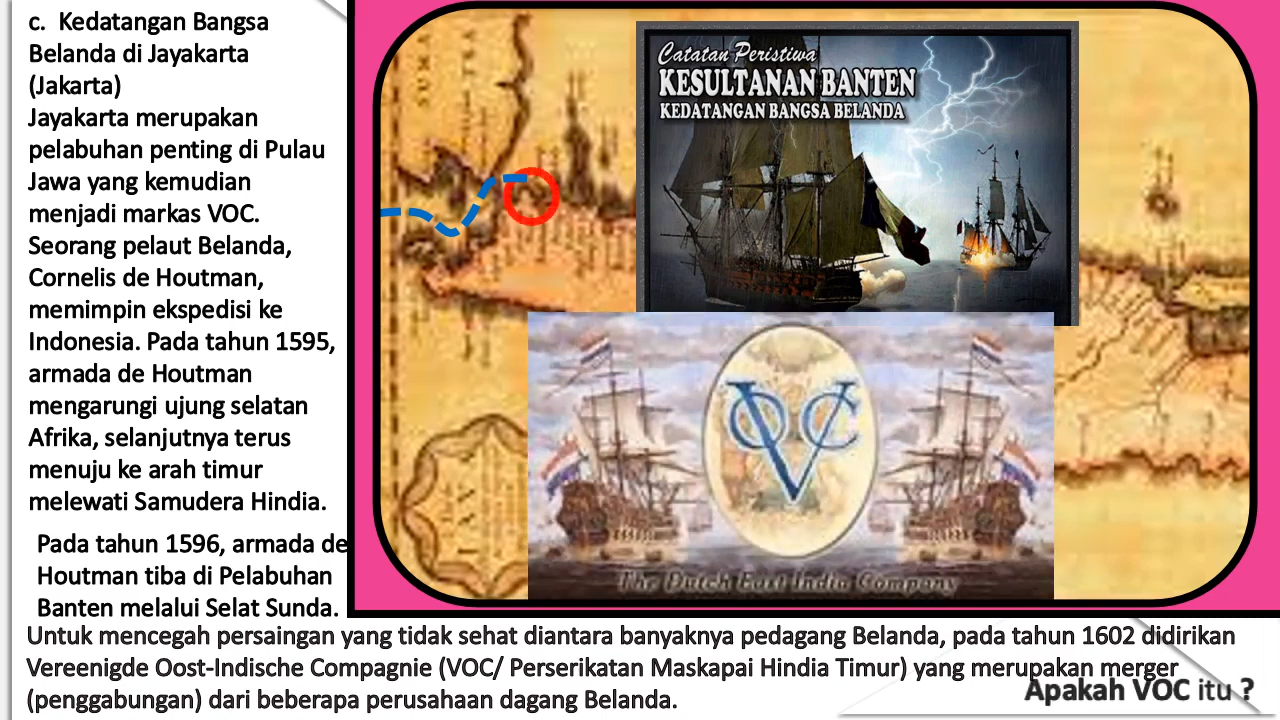 c. Kedatangan Bangsa
Belanda di Jayakarta
(Jakarta)
Jayakarta merupakan
pelabuhan penting di Pulau
Jawa yang kemudian
menjadi markas VOC.
Seorang pelaut Belanda,
Cornelis de Houtman,
memimpin ekspedisi ke
Indonesia. Pada tahun 1595,
armada de Houtman
mengarungi ujung selatan
Afrika, selanjutnya terus
menuju ke arah timur
melewati Samudera Hindia.
Pada tahun 1596, armada de
Houtman tiba di Pelabuhan
Banten melalui Selat Sunda.
Catatan Peristiwa
KESULTANAN BANTEN
KEDATANGAN BANGSA BELANDA
VOC
The Dutch East India Company
Untuk mencegah persaingan yang tidak sehat diantara banyaknya pedagang Belanda, pada tahun 1602 didirikan
Vereenigde Oost-Indische Compagnie (VOC/ Perserikatan Maskapai Hindia Timur) yang merupakan merger
(penggabungan) dari beberapa perusahaan dagang Belanda.
Apakah VOC itu ?